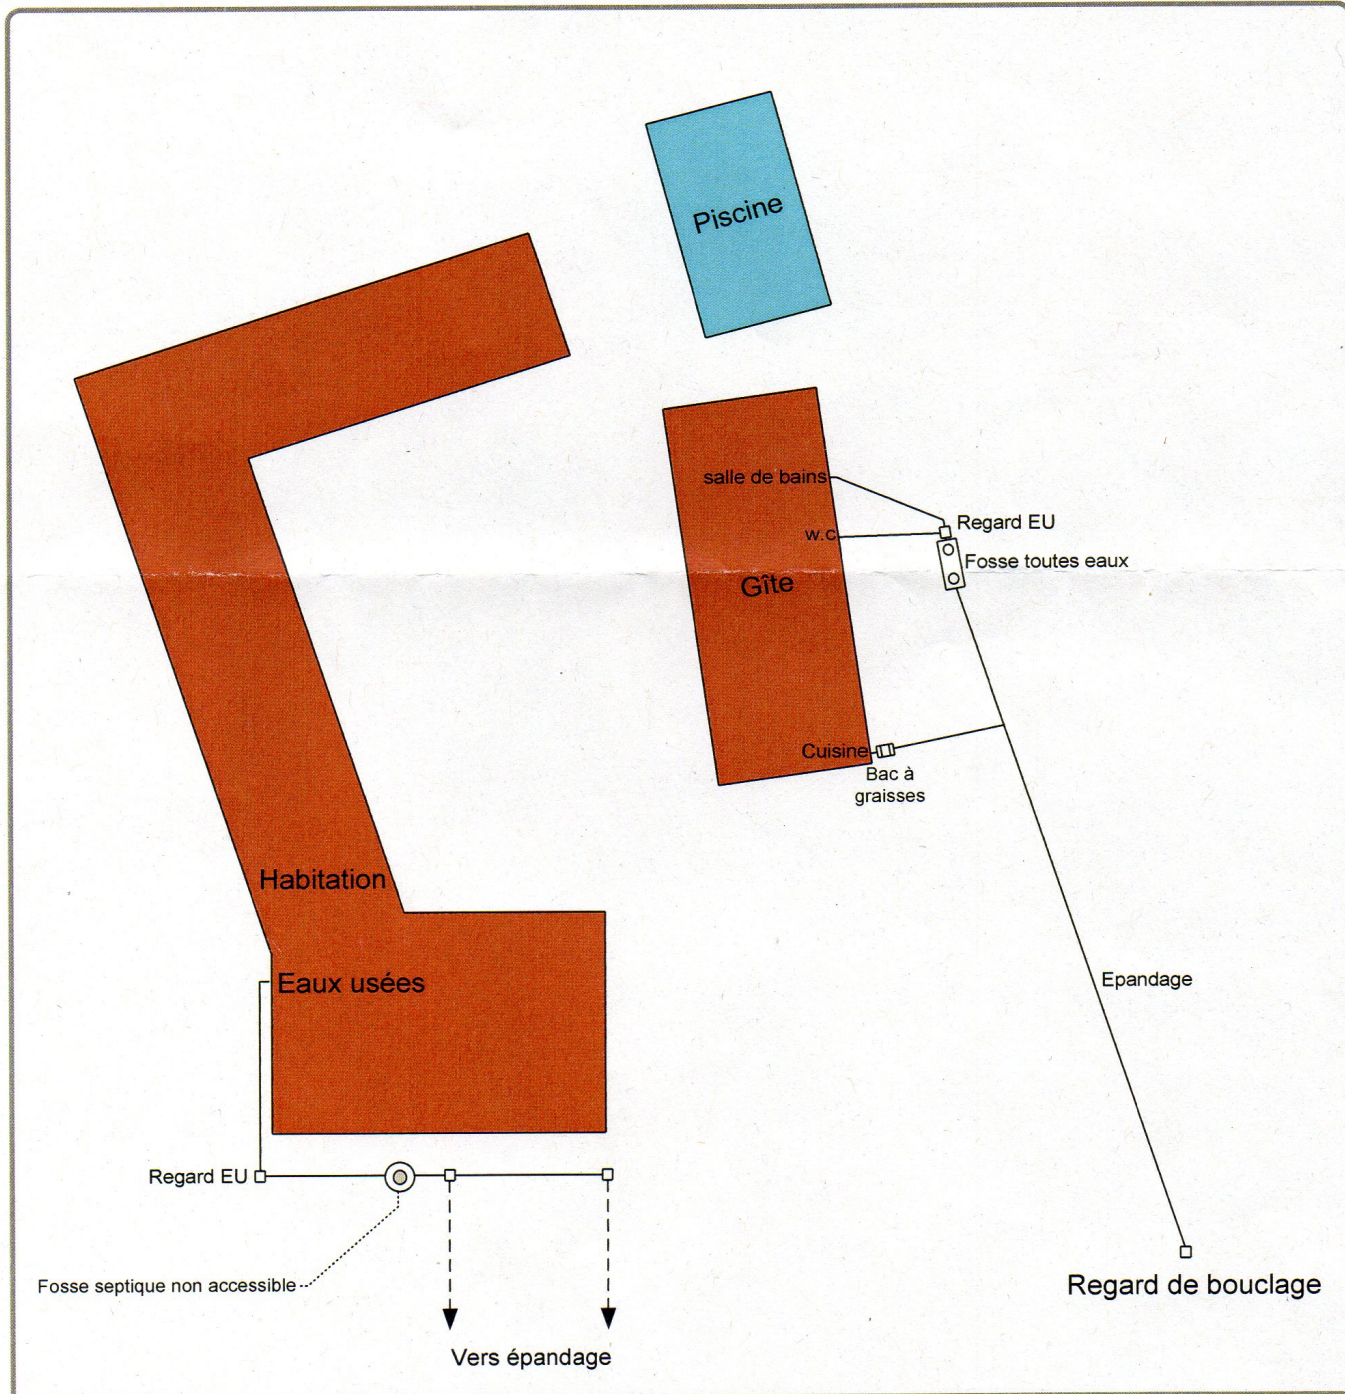 Piscine
salle de bains
Regard EU
w.c
Fosse toutes eaux
Gîte
Cuisine
Bac à
graisses
Habitation
Eaux usées
Epandage
Regard EU
Fosse septique non accessible
Regard de bouclage
Vers épandage